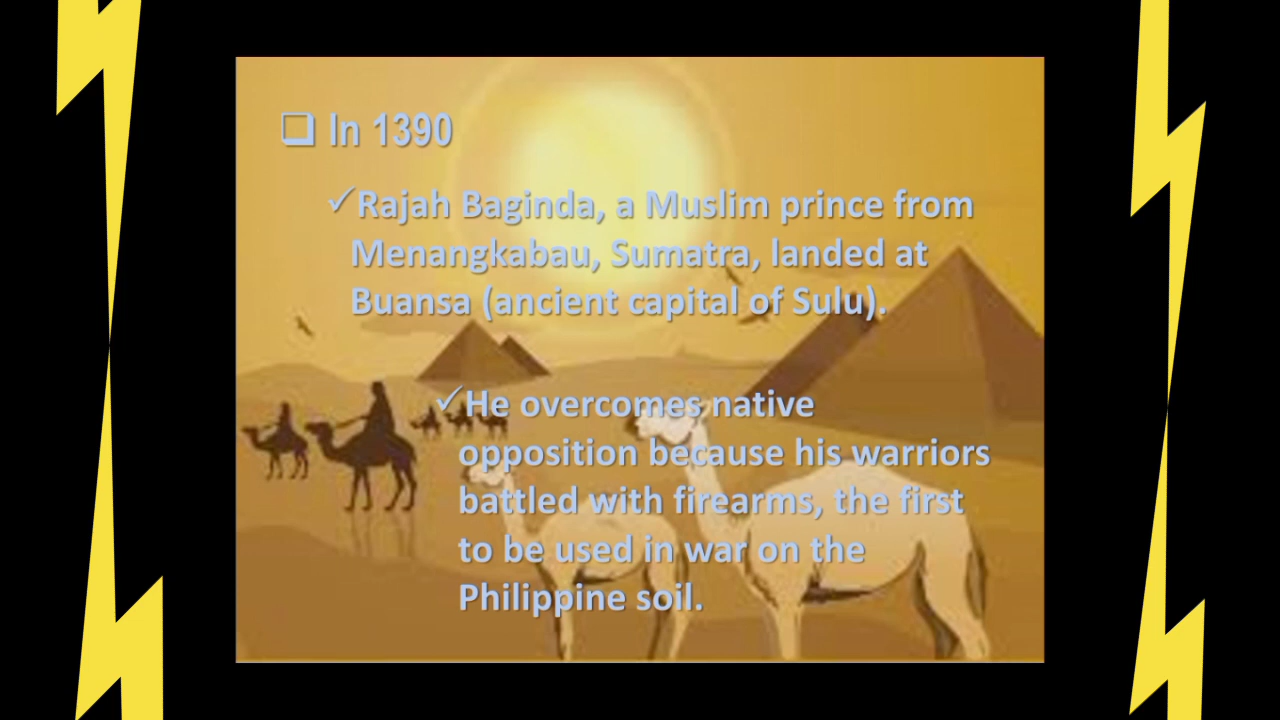 ❑ In 1390
✓Rajah Baginda, a Muslim prince from
Menangkabau, Sumatra, landed at
Buansa (ancient capital of Sulu).
✓He overcomes native
opposition because his warriors
battled with firearms, the first
to be used in war on the
Philippine soil.